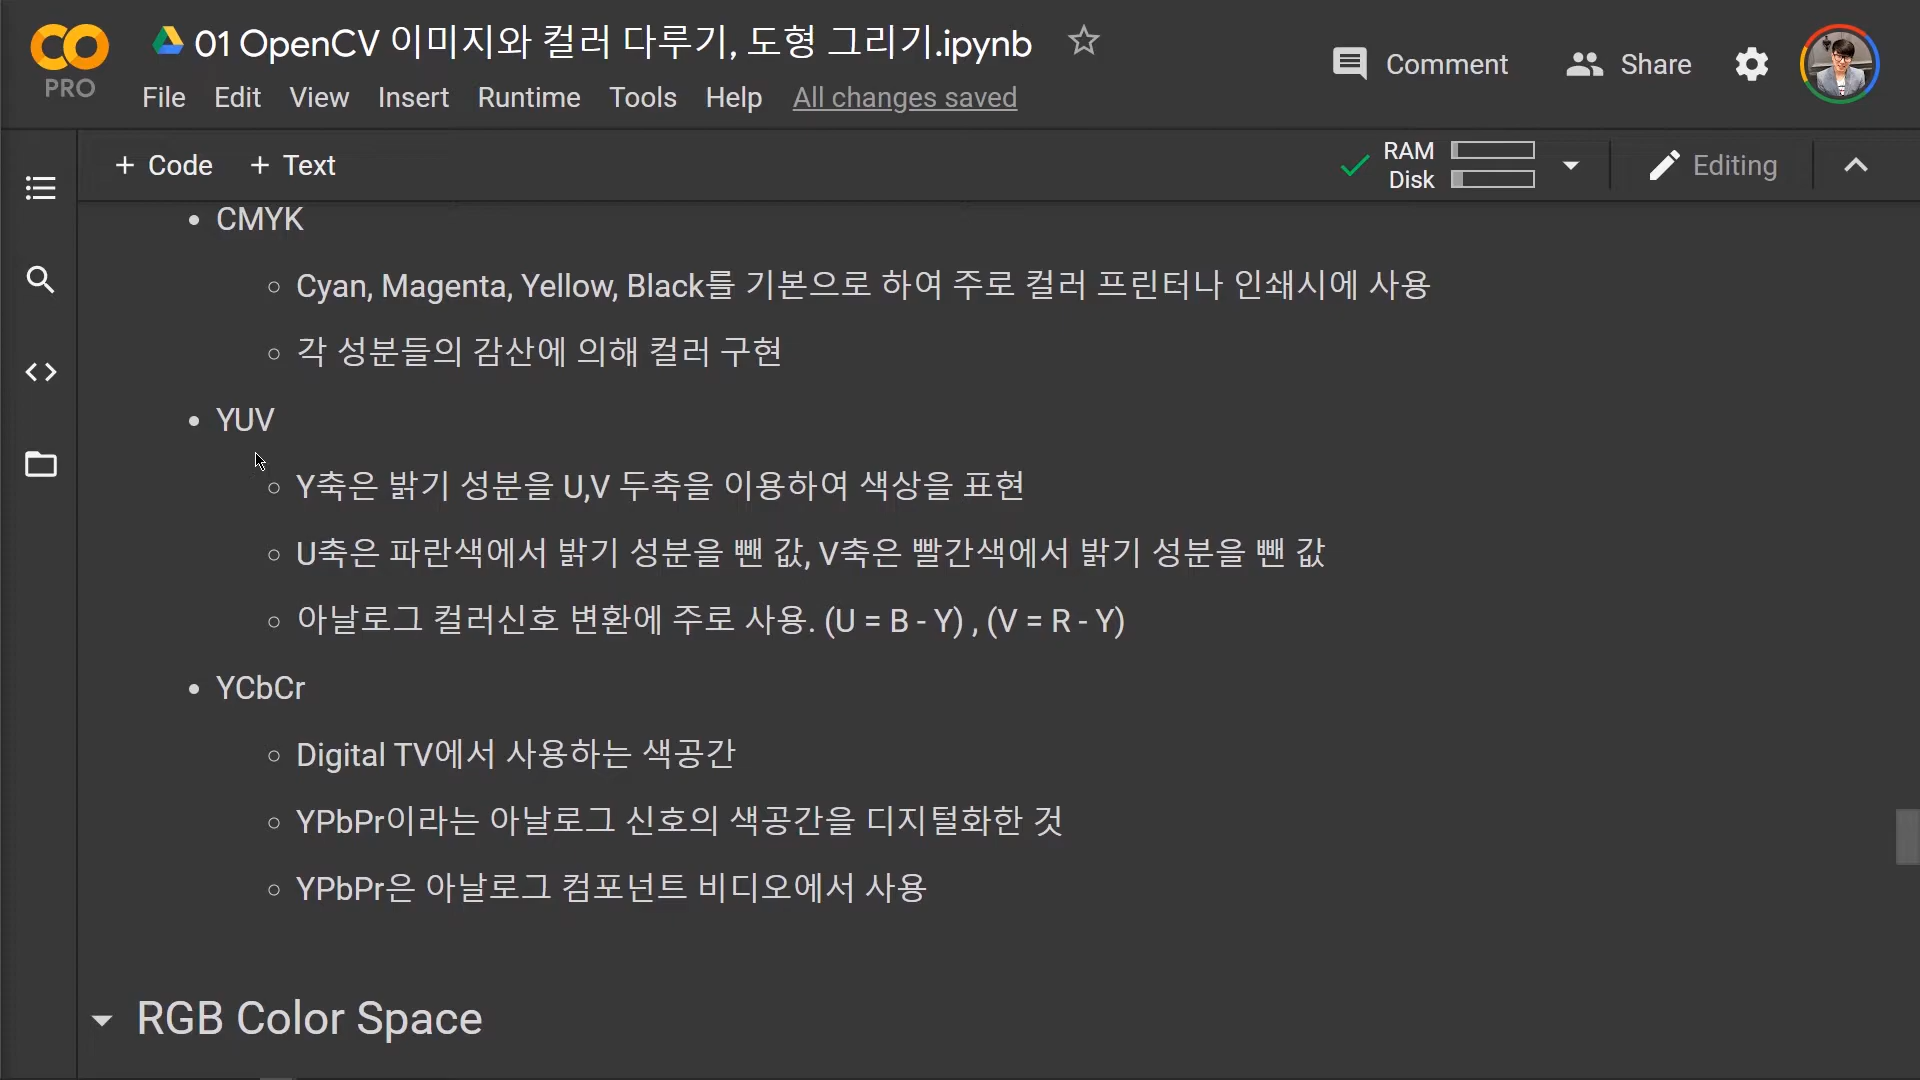 01 OpenCV 이미지와 컬러 다루기, 도형 그리기.ipynb
PRO
File Edit View Insert Runtime Tools Help All changes saved
Comment Share
+ Code + Text
RAM
Disk
Editing
CMYK
Cyan, Magenta, Yellow, Black를 기본으로 하여 주로 컬러 프린터나 인쇄시에 사용
각 성분들의 감산에 의해 컬러 구현
YUV
Y축은 밝기 성분을 U,V 두축을 이용하여 색상을 표현
U축은 파란색에서 밝기 성분을 뺀 값, V축은 빨간색에서 밝기 성분을 뺀 값
아날로그 컬러신호 변환에 주로 사용. (U = B - Y) , (V = R - Y)
YCbCr
Digital TV에서 사용하는 색공간
YPbPr이라는 아날로그 신호의 색공간을 디지털화한 것
YPbPr은 아날로그 컴포넌트 비디오에서 사용
RGB Color Space